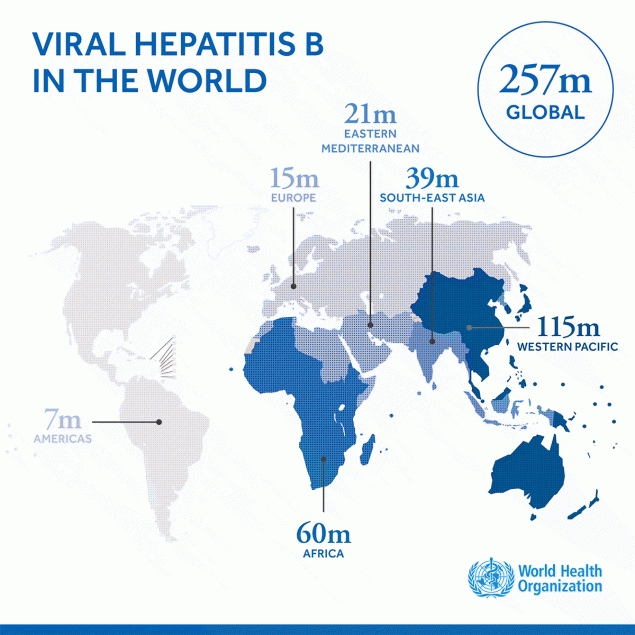 VIRAL HEPATITIS B
IN THE WORLD
257m
GLOBAL
21m
EASTERN
MEDITERRANEAN
15m
EUROPE
39m
SOUTH-EAST ASIA
115m
WESTERN PACIFIC
7m
AMERICAS
60m
AFRICA
World Health
Organization